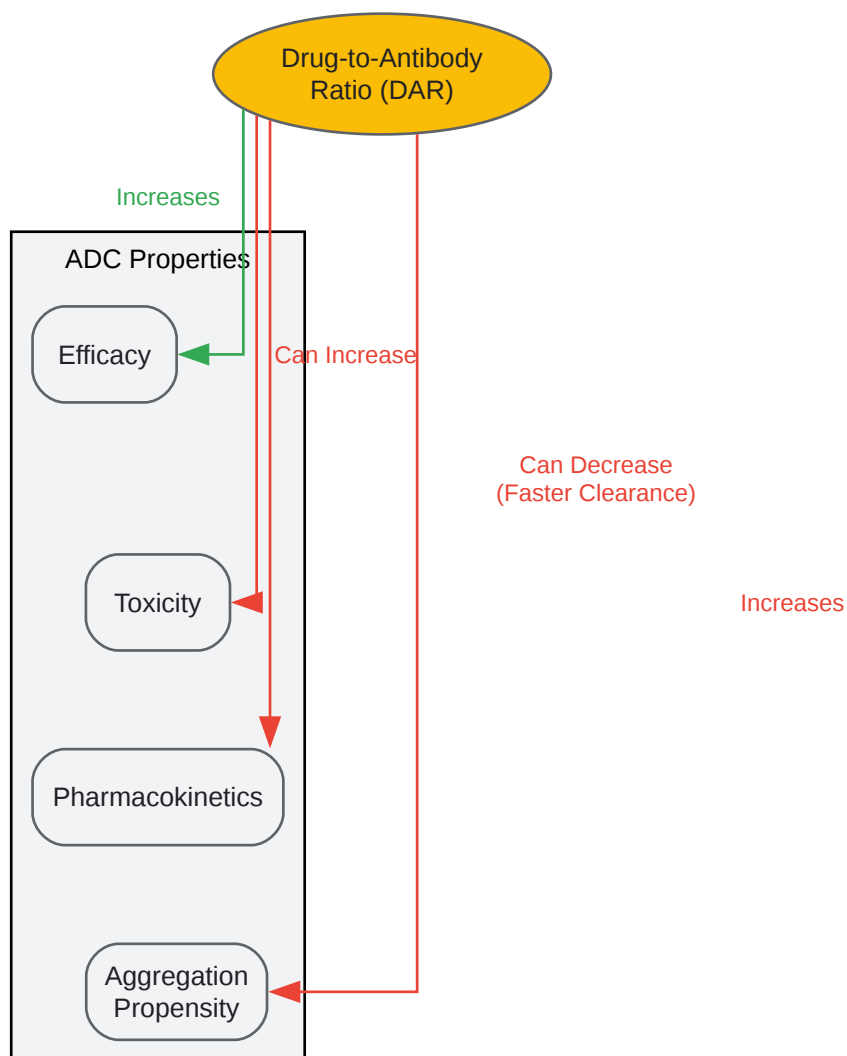 Drug-to-Antibody
Ratio (DAR)
Increases
ADC Properties
Efficacy
Can Increase
Can Decrease
(Faster Clearance)
Toxicity
Increases
Pharmacokinetics
Aggregation
Propensity